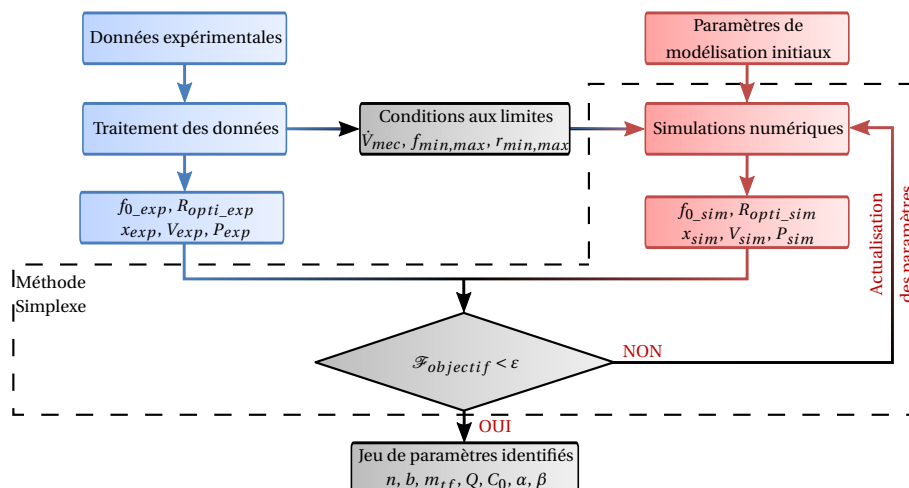 Données expérimentales
Paramètres de
modélisation initiaux
Traitement des données
Conditions aux limites
V̇mec, fmin,max, rmin,max
Simulations numériques
f0_exp, Ropti_exp
xexp, Vexp, Pexp
f0_sim, Ropti_sim
xsim, Vsim, Psim
Actualisation
des paramètres
Méthode
Simplexe
ℱobjectif < ε
NON
OUI
Jeu de paramètres identifiés
n, b, mtf, Q, C0, α, β